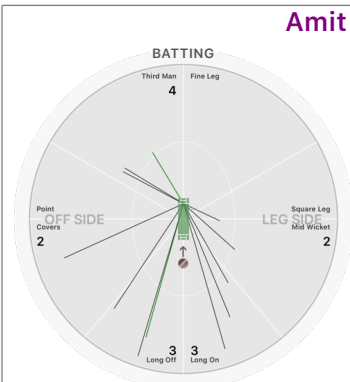 Amit
BATTING
Third Man Fine Leg
4
Point Square Leg
OFF SIDE LEG SIDE
Covers Mid Wicket
2 2
3 3
Long Off Long On